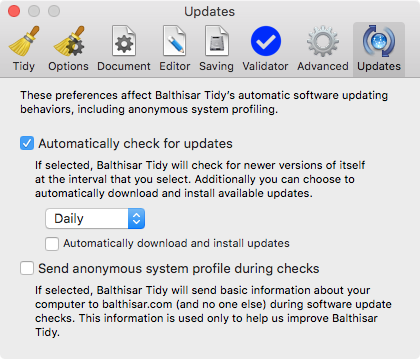 Updates
Tidy Options Document Editor Saving Validator Advanced Updates
These preferences affect Balthisar Tidy's automatic software updating
behaviors, including anonymous system profiling.
Automatically check for updates
If selected, Balthisar Tidy will check for newer versions of itself
at the interval that you select. Additionally you can choose to
automatically download and install available updates.
Daily
Automatically download and install updates
Send anonymous system profile during checks
If selected, Balthisar Tidy will send basic information about your
computer to balthisar.com (and no one else) during software update
checks. This information is used only to help us improve Balthisar
Tidy.